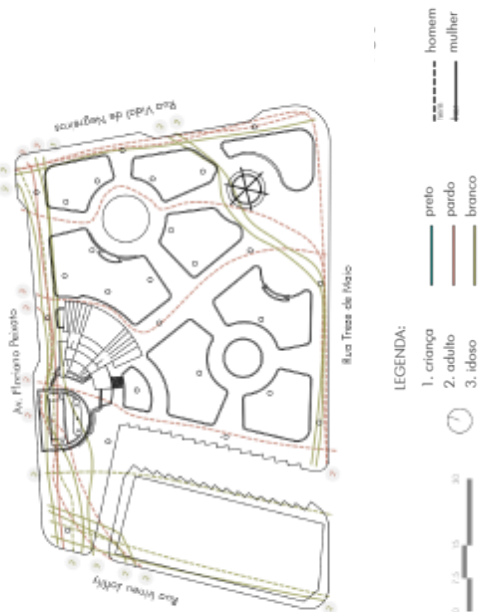 Rua Vidal de Negreiros
Av. Floriano Peixoto
Rua Treze de Maio
Rua Irineu Joffily
LEGENDA:
1. criança
2. adulto
3. idoso
preto
pardo
branco
homem
mulher
0 7.5 15 30